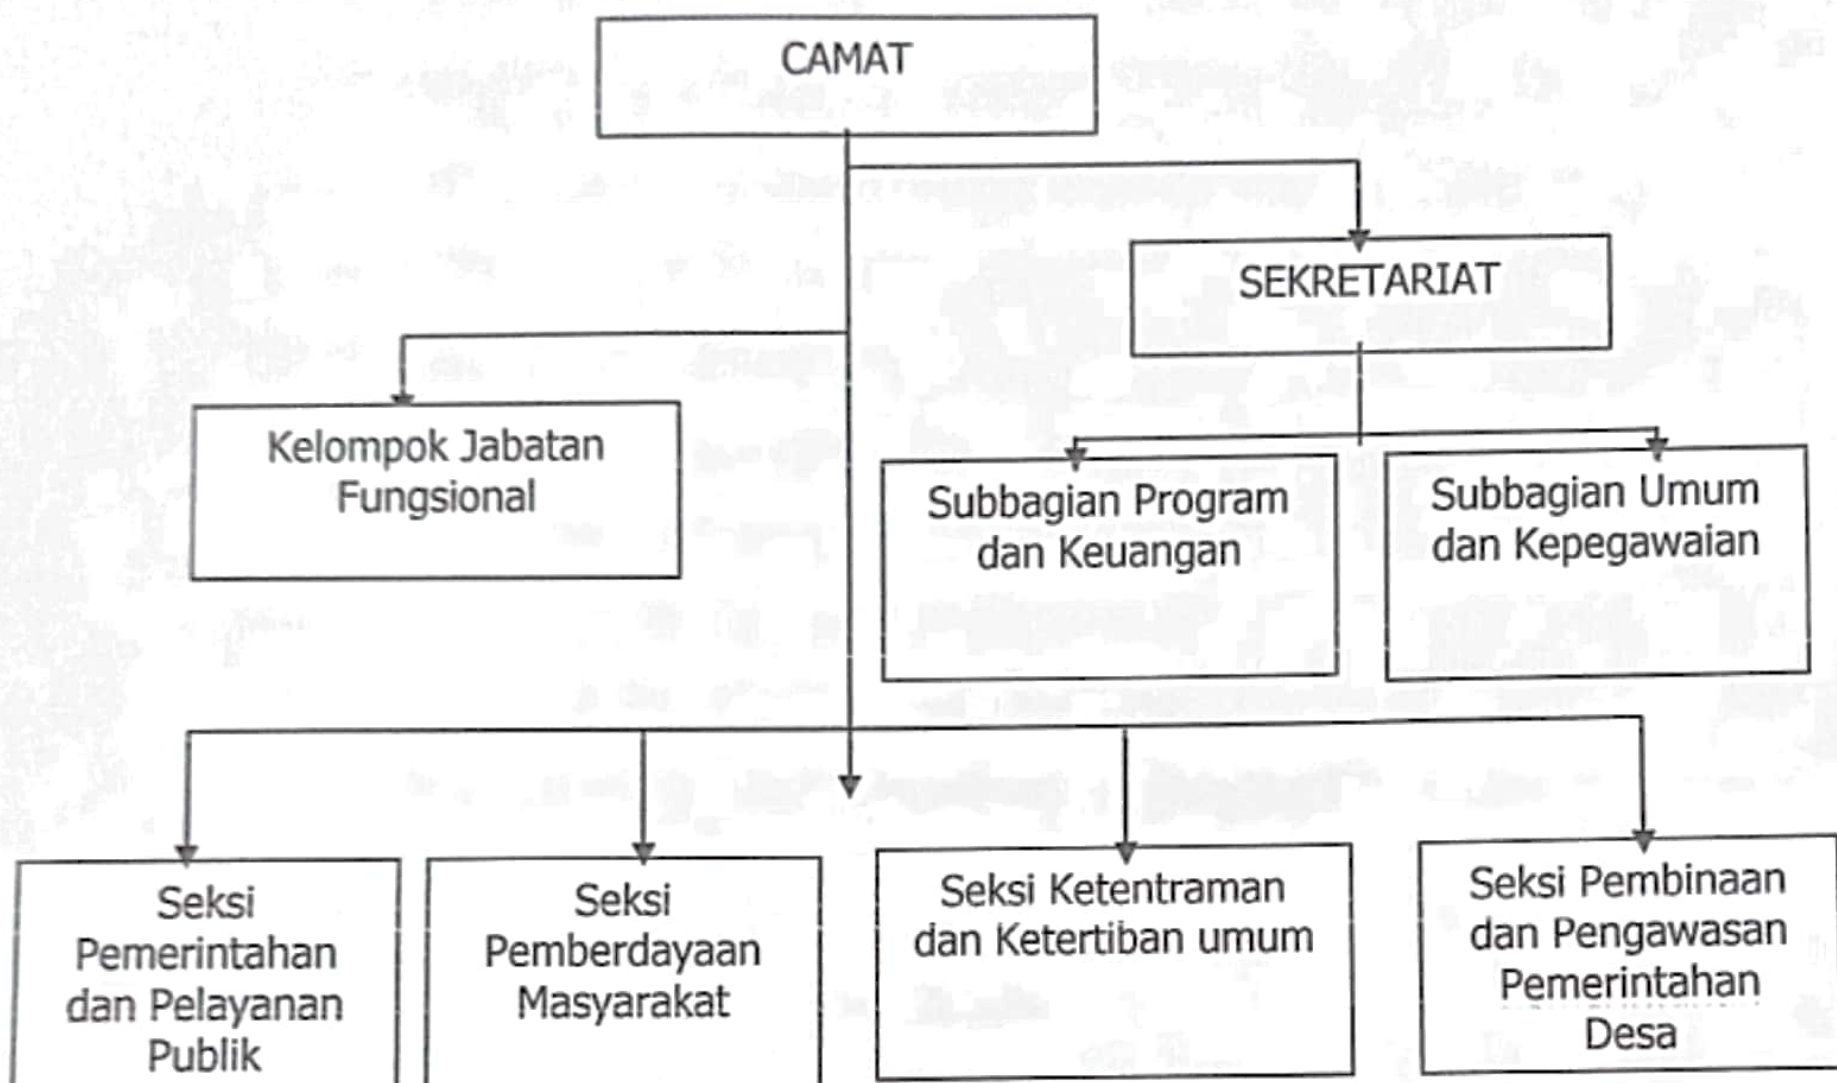 CAMAT
SEKRETARIAT
Kelompok Jabatan
Fungsional
Subbagian Program
dan Keuangan
Subbagian Umum
dan Kepegawaian
Seksi
Pemerintahan
dan Pelayanan
Publik
Seksi
Pemberdayaan
Masyarakat
Seksi Ketentraman
dan Ketertiban umum
Seksi Pembinaan
dan Pengawasan
Pemerintahan
Desa